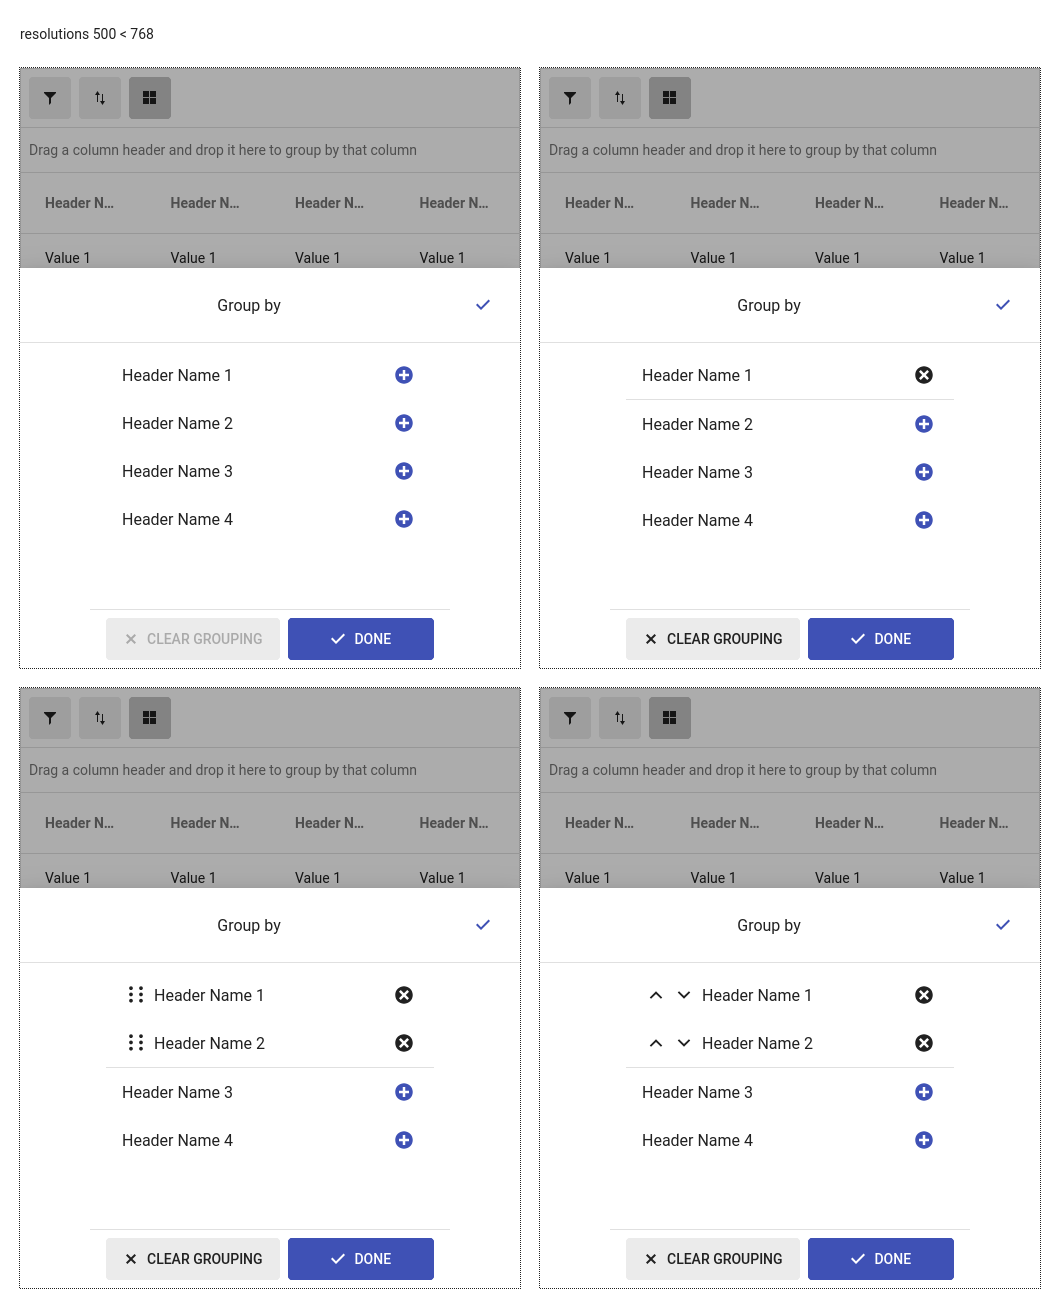 resolutions 500 < 768
Drag a column header and drop it here to group by that column
Header N... Header N... Header N... Header N...
Value 1 Value 1 Value 1 Value 1
Group by
Header Name 1
Header Name 2
Header Name 3
Header Name 4
CLEAR GROUPING DONE
Drag a column header and drop it here to group by that column
Header N... Header N... Header N... Header N...
Value 1 Value 1 Value 1 Value 1
Group by
Header Name 1
Header Name 2
Header Name 3
Header Name 4
CLEAR GROUPING DONE
Drag a column header and drop it here to group by that column
Header N... Header N... Header N... Header N...
Value 1 Value 1 Value 1 Value 1
Group by
Header Name 1
Header Name 2
Header Name 3
Header Name 4
CLEAR GROUPING DONE
Drag a column header and drop it here to group by that column
Header N... Header N... Header N... Header N...
Value 1 Value 1 Value 1 Value 1
Group by
Header Name 1
Header Name 2
Header Name 3
Header Name 4
CLEAR GROUPING DONE